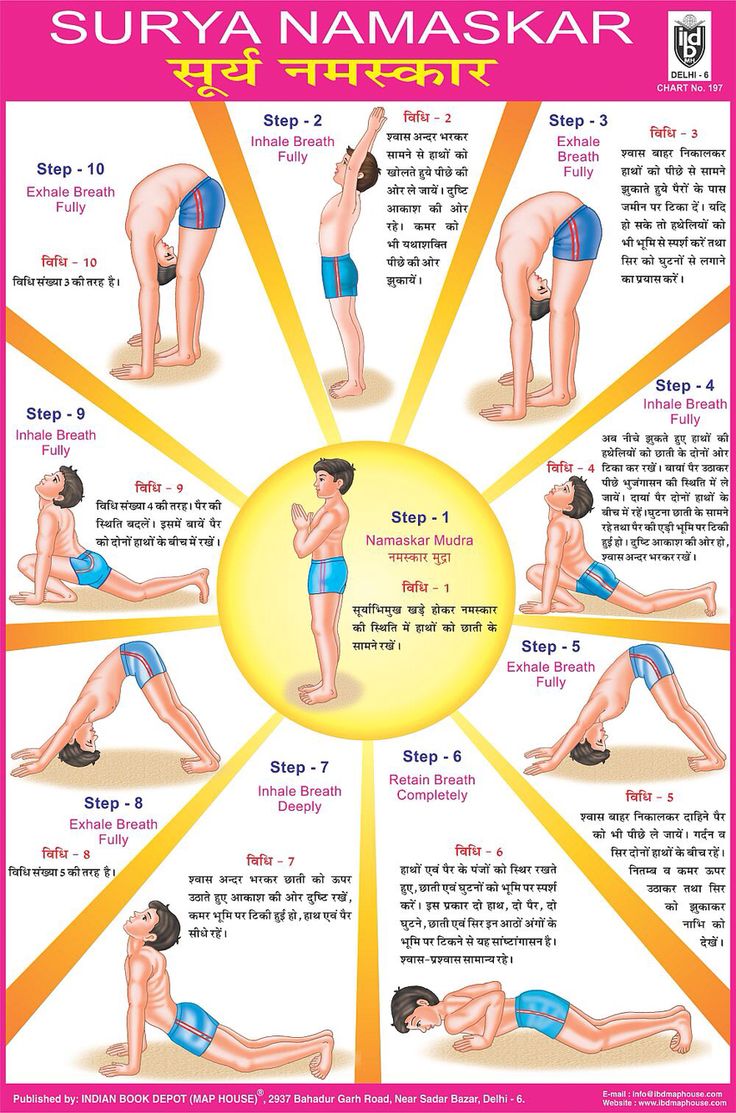 SURYA NAMASKAR
सूर्य नमस्कार
ibd
MH
DELHI - 6
CHART No. 197
Step - 1
Namaskar Mudra
नमस्कार मुद्रा
विधि - 1
सूर्याभिमुख खड़े होकर नमस्कार
की स्थिति में हाथों को छाती के
सामने रखें।
Step - 2
Inhale Breath
Fully
विधि - 2
श्वास अन्दर भरकर
सामने से हाथों को
खोलते हुये पीछे की
ओर ले जायें। दुष्टि
आकाश की ओर
रहे। कमर को
भी यथाशक्ति
पीछे की ओर
झुकायें।
Step - 3
Exhale
Breath
Fully
विधि - 3
श्वास बाहर निकालकर
हाथों को पीछे से सामने
झुकाते हुये पैरों के पास
जमीन पर टिका दें। यदि
हो सके तो हथेलियों को
भी भूमि से स्पर्श करें तथा
सिर को घुटनों से लगाने
का प्रयास करें।
Step - 4
Inhale Breath
Fully
विधि - 4
अब नीचे झुकते हुए हाथों की
हथेलियों को छाती के दोनों ओर
टिका कर रखें। बायां पैर उठाकर
पीछे भुजंगासन की स्थिति में ले
जायें। दायां पैर दोनों हाथों के
बीच में रहें। घुटना छाती के सामने
रहे तथा पैर की एड़ी भूमि पर टिकी
हुई हो। दुष्टि आकाश की ओर हो,
श्वास अन्दर भरकर रखें।
Step - 5
Exhale Breath
Fully
विधि - 5
श्वास बाहर निकालकर दाहिने पैर
को भी पीछे ले जायें। गर्दन व
सिर दोनों हाथों के बीच रहें।
नितम्ब व कमर ऊपर
उठाकर तथा सिर
को झुकाकर
नाभि को
देखें।
Step - 6
Retain Breath
Completely
विधि - 6
हाथों एवं पैर के पंजों को स्थिर रखते
हुए, छाती एवं घुटनों को भूमि पर स्पर्श
करें। इस प्रकार दो हाथ, दो पैर, दो
घुटने, छाती एवं सिर इन आठों अंगों के
भूमि पर टिकने से यह सांष्टांगासन है।
श्वास-प्रश्वास सामान्य रहे।
Step - 7
Inhale Breath
Deeply
विधि - 7
श्वास अन्दर भरकर छाती को ऊपर
उठाते हुए आकाश की ओर दुष्टि रखें,
कमर भूमि पर टिकी हुई हो, हाथ एवं पैर
सीधे रहें।
Step - 8
Exhale Breath
Fully
विधि - 8
विधि संख्या 5 की तरह है।
Step - 9
Inhale Breath
Fully
विधि - 9
विधि संख्या 4 की तरह। पैर की
स्थिति बदलें। इसमें बायें पैर
को दोनों हाथों के बीच में रखें।
Step - 10
Exhale Breath
Fully
विधि - 10
विधि संख्या 3 की तरह है।
Published by: INDIAN BOOK DEPOT (MAP HOUSE)®, 2937 Bahadur Garh Road, Near Sadar Bazar, Delhi - 6.
E-mail : info@ibdmaphouse.com
Website : www.ibdmaphouse.com